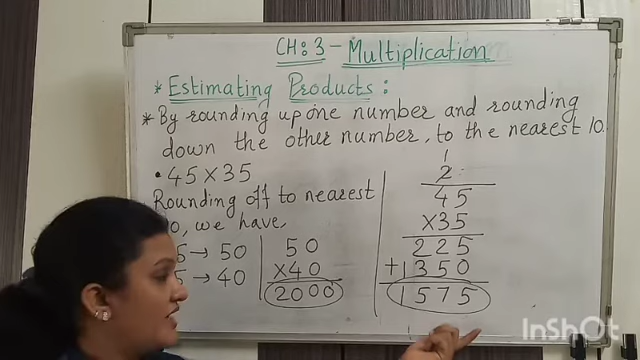 CH: 3 - Multiplication
* Estimating Products:
* By rounding up one number and rounding
down the other number, to the nearest 10.
• 45 X 35
Rounding off to nearest
we have,
→ 50
→ 40
50
X40
2000
1
2
45
X35
225
+1350
1575
InShOt